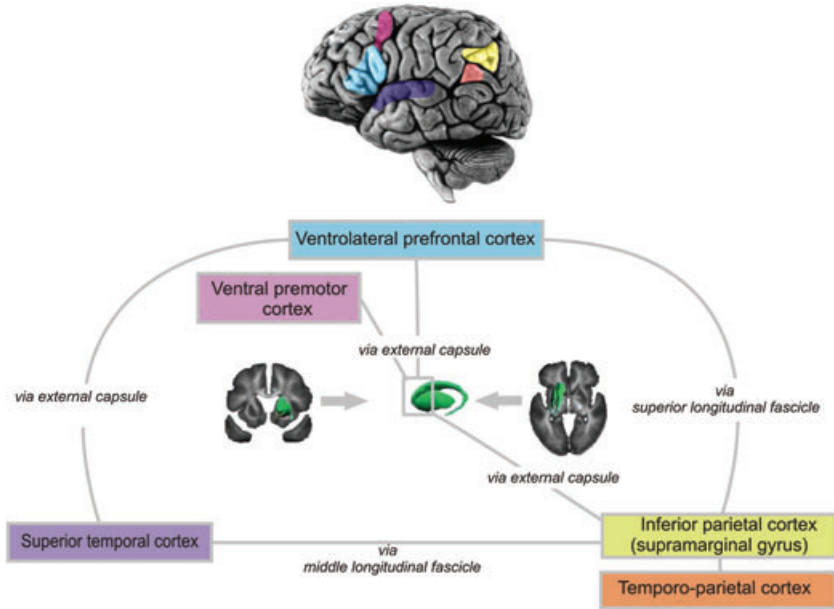 Ventrolateral prefrontal cortex
Ventral premotor
cortex
via external capsule
via external capsule
via
superior longitudinal fascicle
via external capsule
Superior temporal cortex
via
middle longitudinal fascicle
Inferior parietal cortex
(supramarginal gyrus)
Temporo-parietal cortex